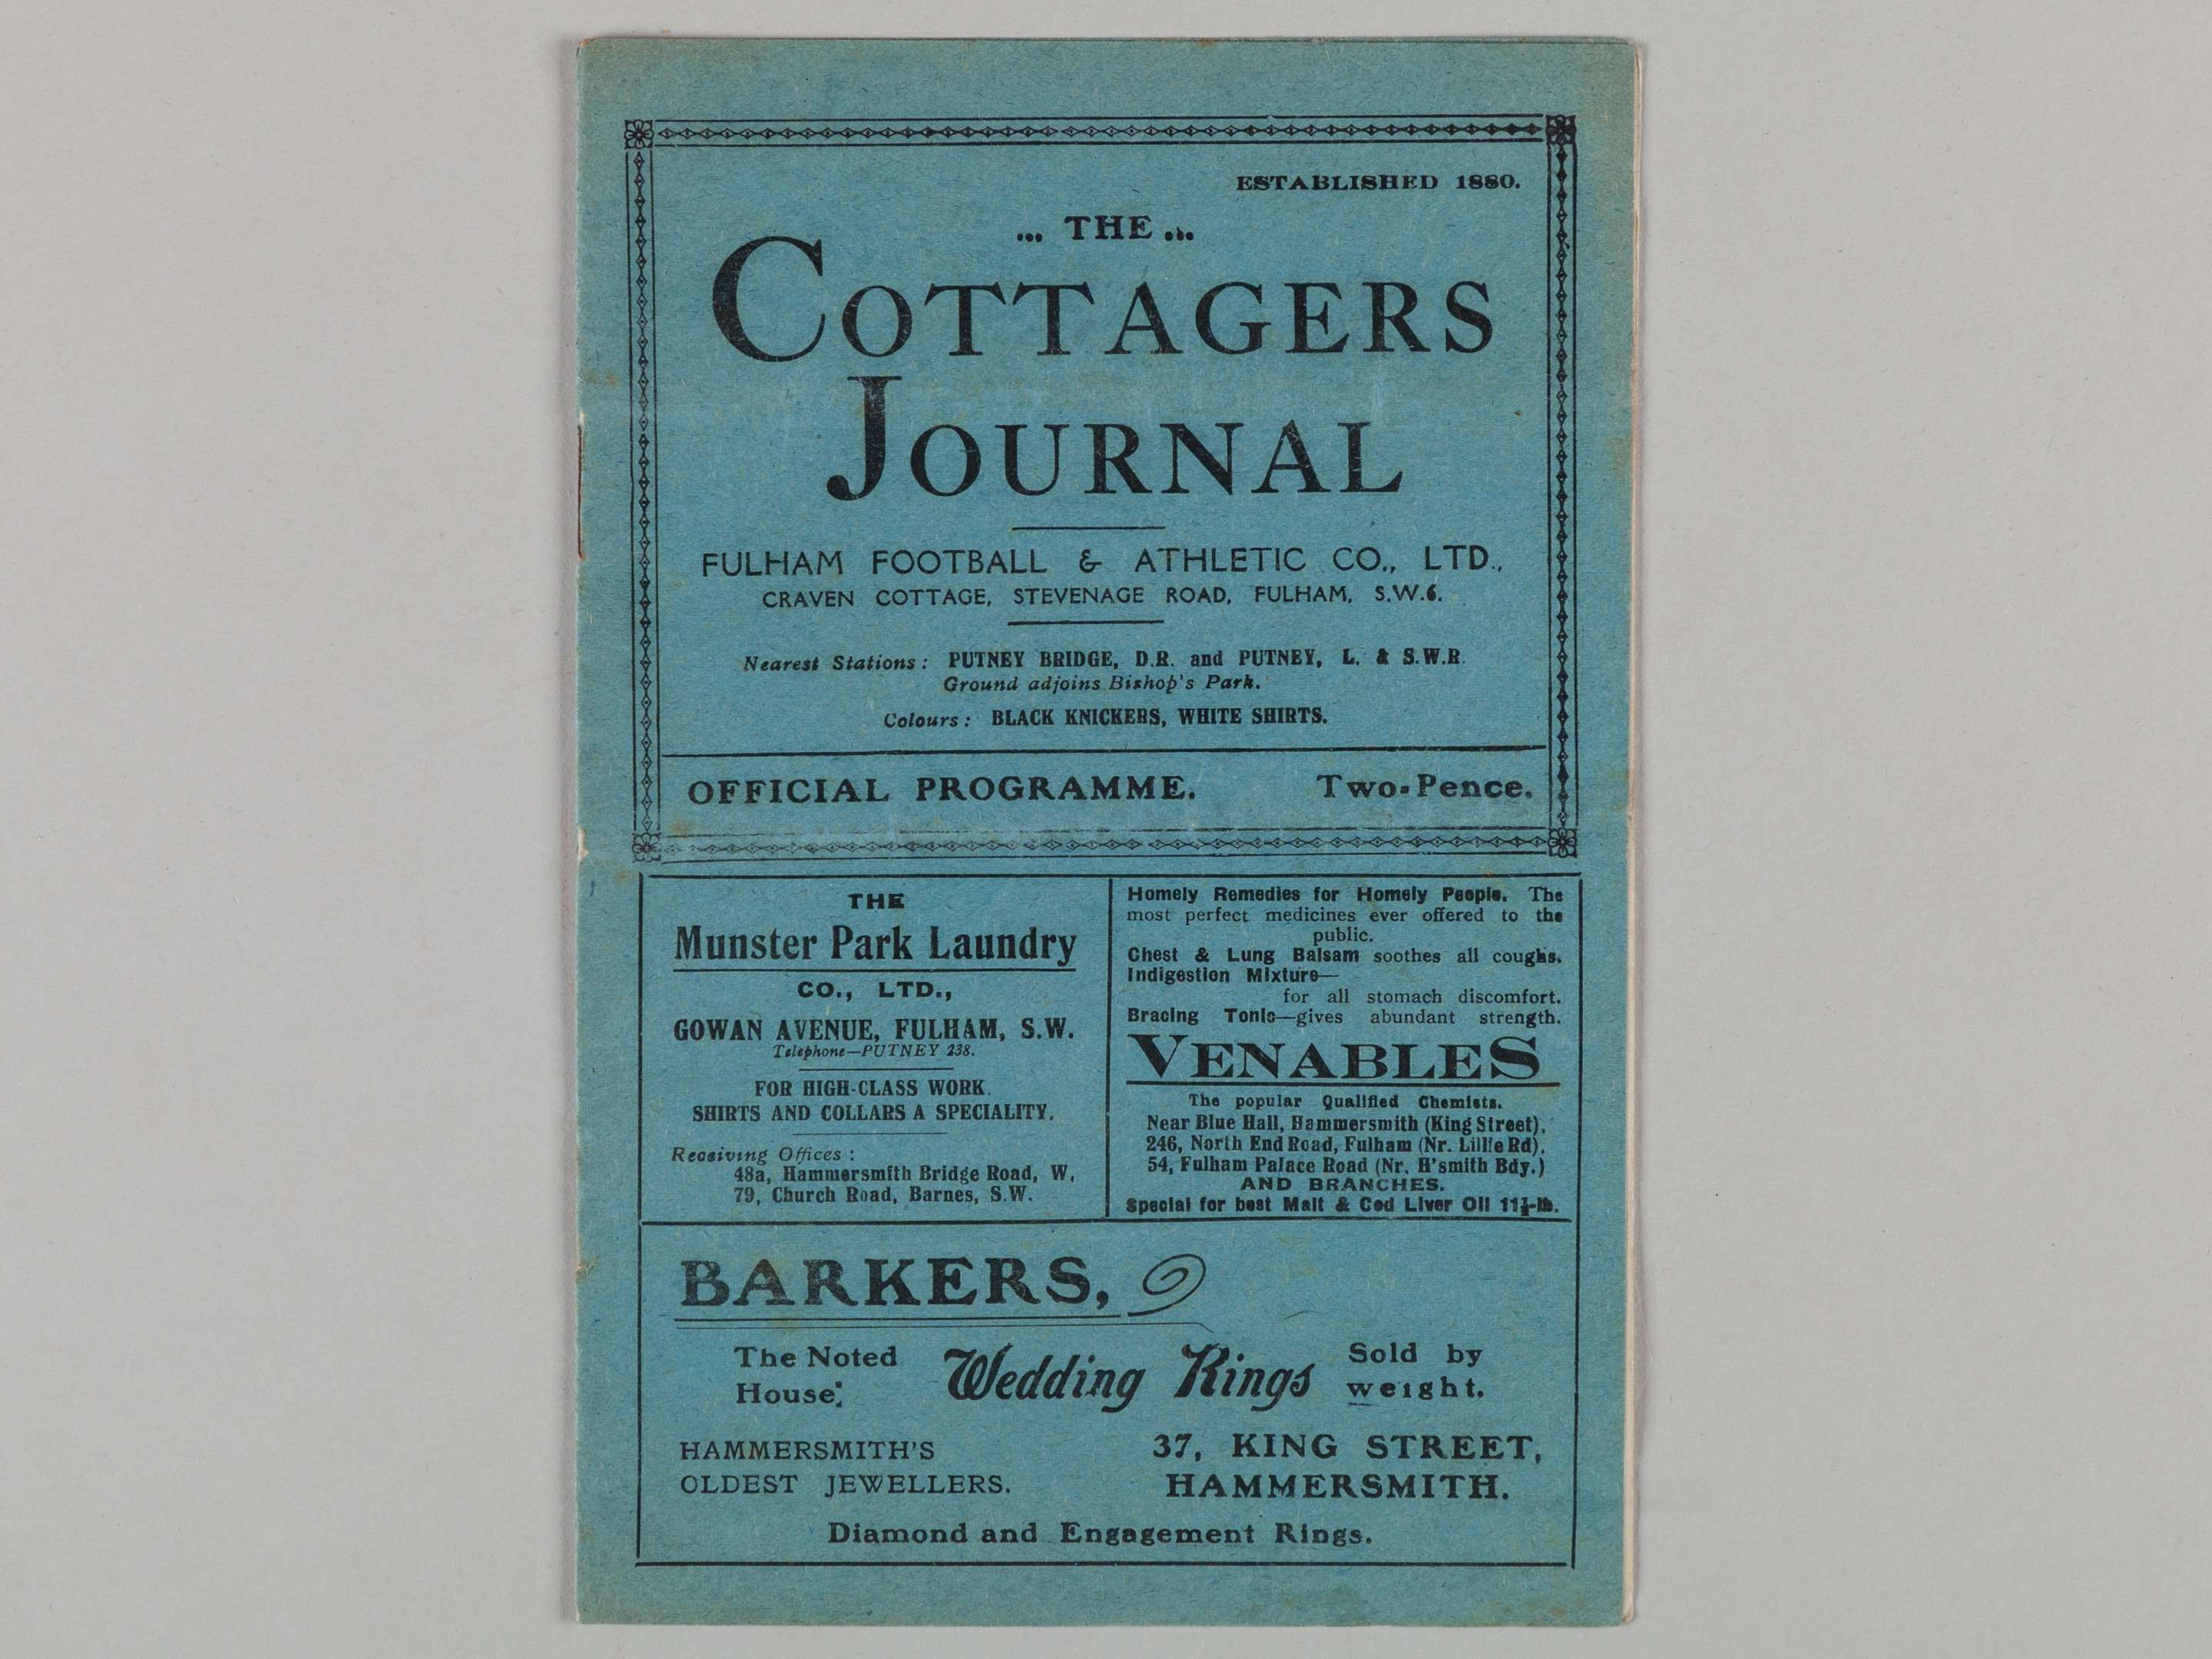 ESTABLISHED 1880.
... THE ...
COTTAGERS
JOURNAL
FULHAM FOOTBALL & ATHLETIC CO., LTD.,
CRAVEN COTTAGE, STEVENAGE ROAD, FULHAM, S.W.6.
Nearest Stations: PUTNEY BRIDGE, D.R. and PUTNEY, L. & S.W.R.
Ground adjoins Bishop's Park.
Colours: BLACK KNICKERS, WHITE SHIRTS.
OFFICIAL PROGRAMME. Two-Pence.
THE
Munster Park Laundry
CO., LTD.,
GOWAN AVENUE, FULHAM, S.W.
Telephone—PUTNEY 238.
FOR HIGH-CLASS WORK.
SHIRTS AND COLLARS A SPECIALITY.
Receiving Offices:
48a, Hammersmith Bridge Road, W.
79, Church Road, Barnes, S.W.
Homely Remedies for Homely People. The
most perfect medicines ever offered to the
public.
Chest & Lung Balsam soothes all coughs.
Indigestion Mixture—
for all stomach discomfort.
Bracing Tonic—gives abundant strength.
VENABLES
The popular Qualified Chemists.
Near Blue Hall, Hammersmith (King Street).
246, North End Road, Fulham (Nr. Lillie Rd).
54, Fulham Palace Road (Nr. H'smith Bdy.)
AND BRANCHES.
Special for best Malt & Cod Liver Oil 11½-lb.
BARKERS,
The Noted
House:
Wedding Rings
Sold by
weight.
HAMMERSMITH'S
OLDEST JEWELLERS.
37, KING STREET,
HAMMERSMITH.
Diamond and Engagement Rings.